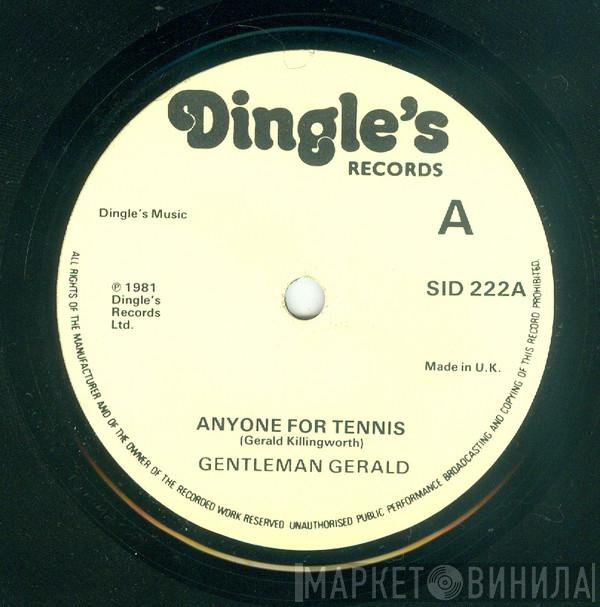 Dingle's
RECORDS
Dingle's Music
A
℗ 1981
Dingle's
Records
Ltd.
SID 222A
Made in U.K.
ANYONE FOR TENNIS
(Gerald Killingworth)
GENTLEMAN GERALD
ALL RIGHTS OF THE MANUFACTURER AND OF THE OWNER OF THE RECORDED WORK RESERVED UNAUTHORISED PUBLIC PERFORMANCE BROADCASTING AND COPYING OF THIS RECORD PROHIBITED.
МАРКЕТ ВИНИЛА